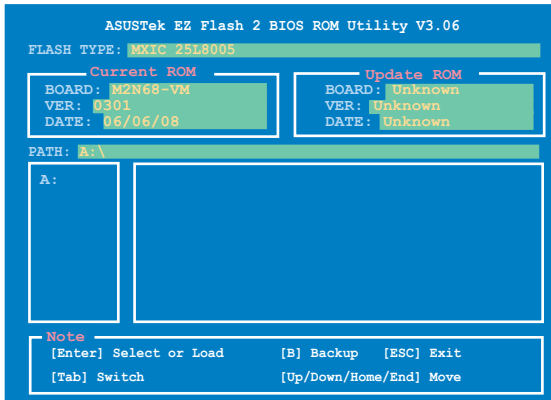 ASUSTek EZ Flash 2 BIOS ROM Utility V3.06
FLASH TYPE: MXIC 25L8005
Current ROM
BOARD: M2N68-VM
VER: 0301
DATE: 06/06/08
Update ROM
BOARD: Unknown
VER: Unknown
DATE: Unknown
PATH: A:\
A:
Note
[Enter] Select or Load [B] Backup [ESC] Exit
[Tab] Switch [Up/Down/Home/End] Move